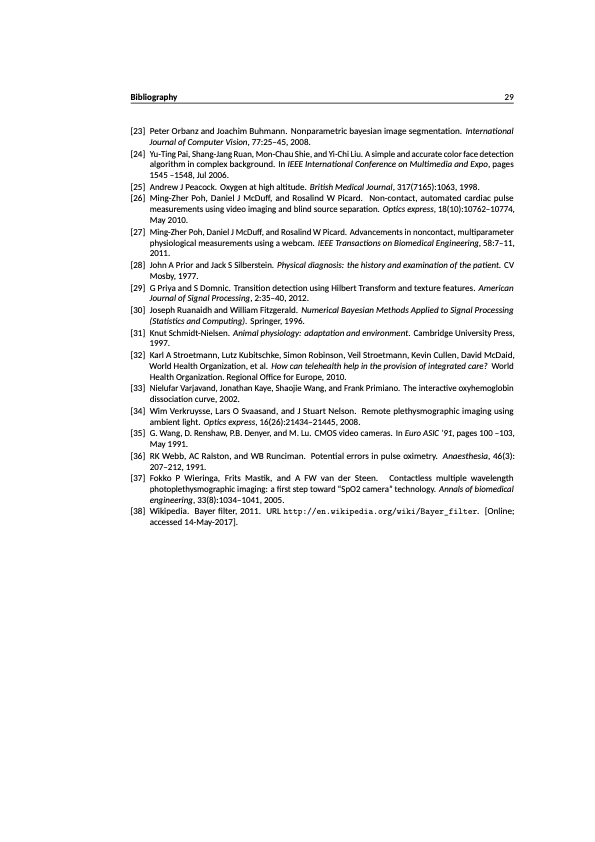 Bibliography 29
[23] Peter Orbanz and Joachim Buhmann. Nonparametric bayesian image segmentation. International
Journal of Computer Vision, 77:25–45, 2008.
[24] Yu-Ting Pai, Shang-Jang Ruan, Mon-Chau Shie, and Yi-Chi Liu. A simple and accurate color face detection
algorithm in complex background. In IEEE International Conference on Multimedia and Expo, pages
1545 –1548, Jul 2006.
[25] Andrew J Peacock. Oxygen at high altitude. British Medical Journal, 317(7165):1063, 1998.
[26] Ming-Zher Poh, Daniel J McDuff, and Rosalind W Picard. Non-contact, automated cardiac pulse
measurements using video imaging and blind source separation. Optics express, 18(10):10762–10774,
May 2010.
[27] Ming-Zher Poh, Daniel J McDuff, and Rosalind W Picard. Advancements in noncontact, multiparameter
physiological measurements using a webcam. IEEE Transactions on Biomedical Engineering, 58:7–11,
2011.
[28] John A Prior and Jack S Silberstein. Physical diagnosis: the history and examination of the patient. CV
Mosby, 1977.
[29] G Priya and S Domnic. Transition detection using Hilbert Transform and texture features. American
Journal of Signal Processing, 2:35–40, 2012.
[30] Joseph Ruanaidh and William Fitzgerald. Numerical Bayesian Methods Applied to Signal Processing
(Statistics and Computing). Springer, 1996.
[31] Knut Schmidt-Nielsen. Animal physiology: adaptation and environment. Cambridge University Press,
1997.
[32] Karl A Stroetmann, Lutz Kubitschke, Simon Robinson, Veil Stroetmann, Kevin Cullen, David McDaid,
World Health Organization, et al. How can telehealth help in the provision of integrated care? World
Health Organization. Regional Office for Europe, 2010.
[33] Nielufar Varjavand, Jonathan Kaye, Shaojie Wang, and Frank Primiano. The interactive oxyhemoglobin
dissociation curve, 2002.
[34] Wim Verkruysse, Lars O Svaasand, and J Stuart Nelson. Remote plethysmographic imaging using
ambient light. Optics express, 16(26):21434–21445, 2008.
[35] G. Wang, D. Renshaw, P.B. Denyer, and M. Lu. CMOS video cameras. In Euro ASIC '91, pages 100 –103,
May 1991.
[36] RK Webb, AC Ralston, and WB Runciman. Potential errors in pulse oximetry. Anaesthesia, 46(3):
207–212, 1991.
[37] Fokko P Wieringa, Frits Mastik, and A FW van der Steen. Contactless multiple wavelength
photoplethysmographic imaging: a first step toward “SpO2 camera” technology. Annals of biomedical
engineering, 33(8):1034–1041, 2005.
[38] Wikipedia. Bayer filter, 2011. URL http://en.wikipedia.org/wiki/Bayer_filter. [Online;
accessed 14-May-2017].